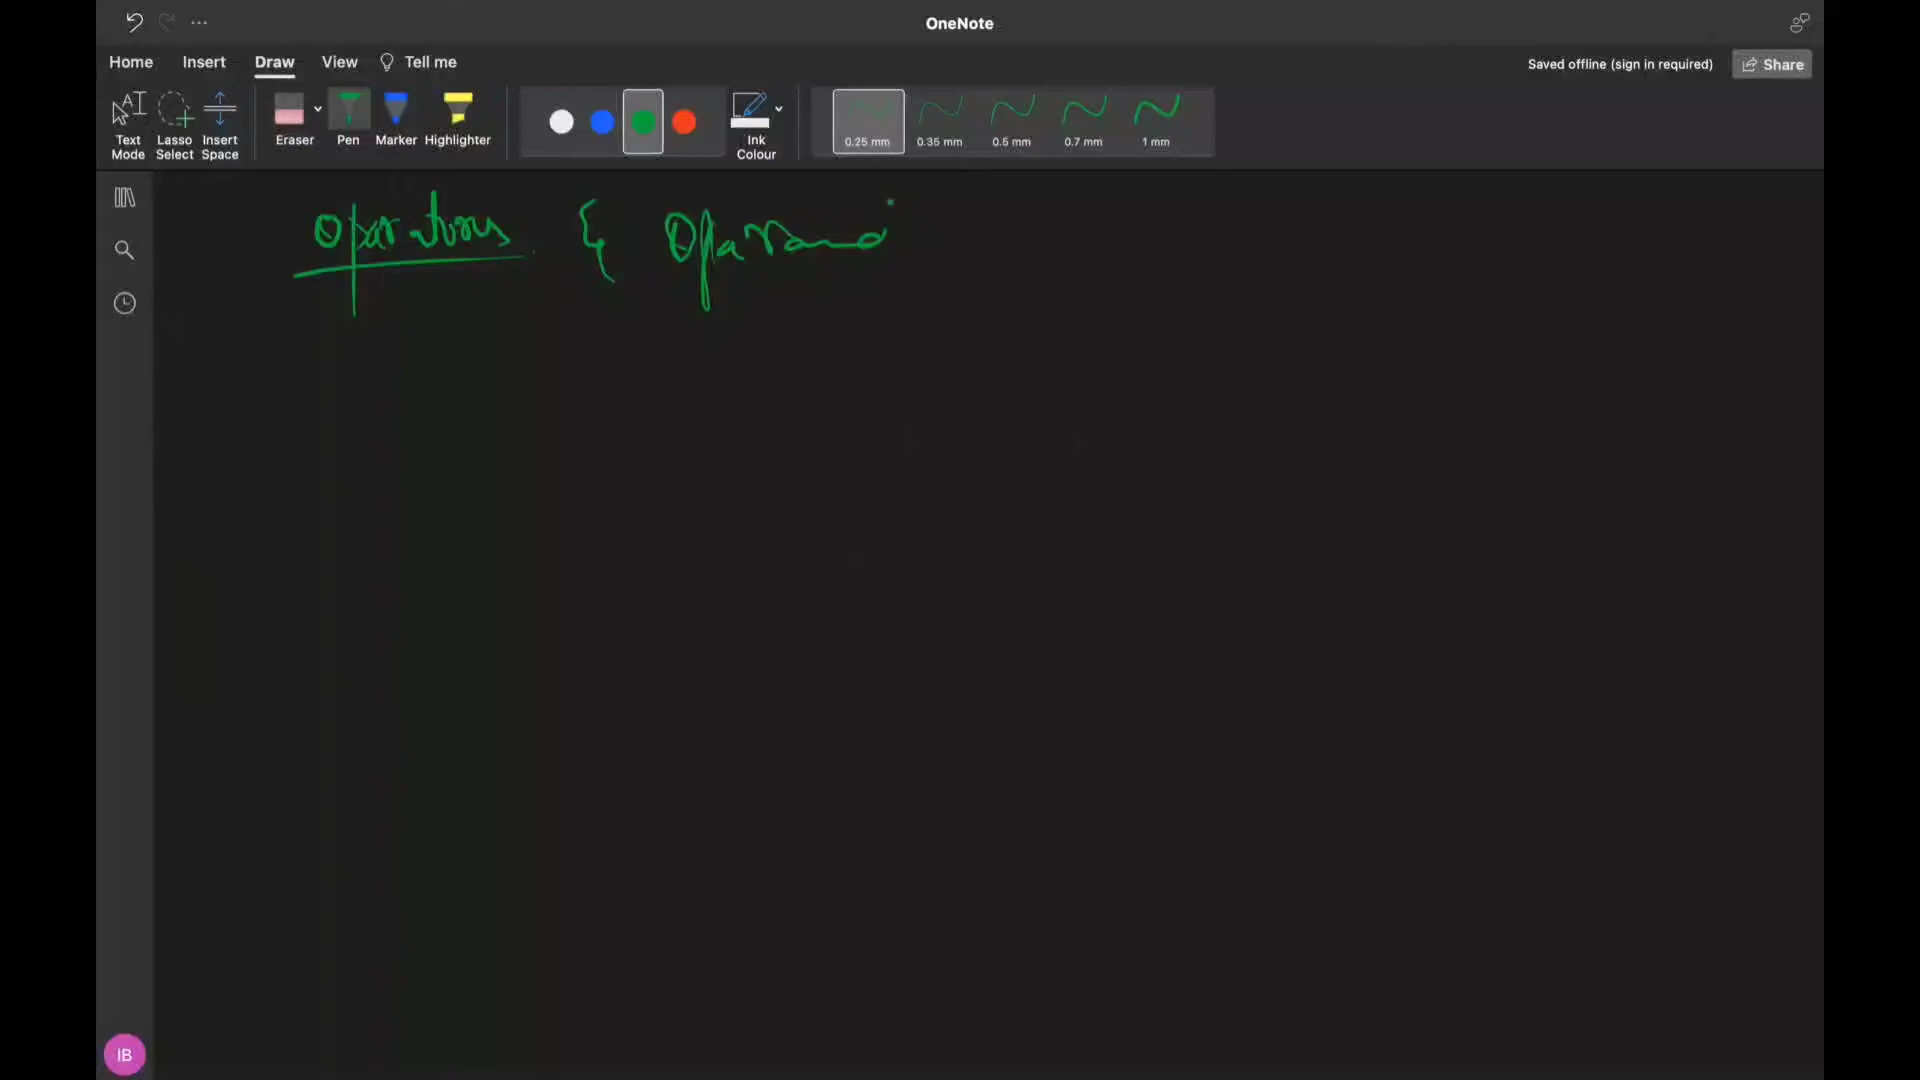 OneNote
Home Insert Draw View Tell me
Saved offline (sign in required) Share
Text Mode
Lasso Select
Insert Space
Eraser
Pen
Marker
Highlighter
Ink Colour
0.25 mm
0.35 mm
0.5 mm
0.7 mm
1 mm
Operators & Operand
IB